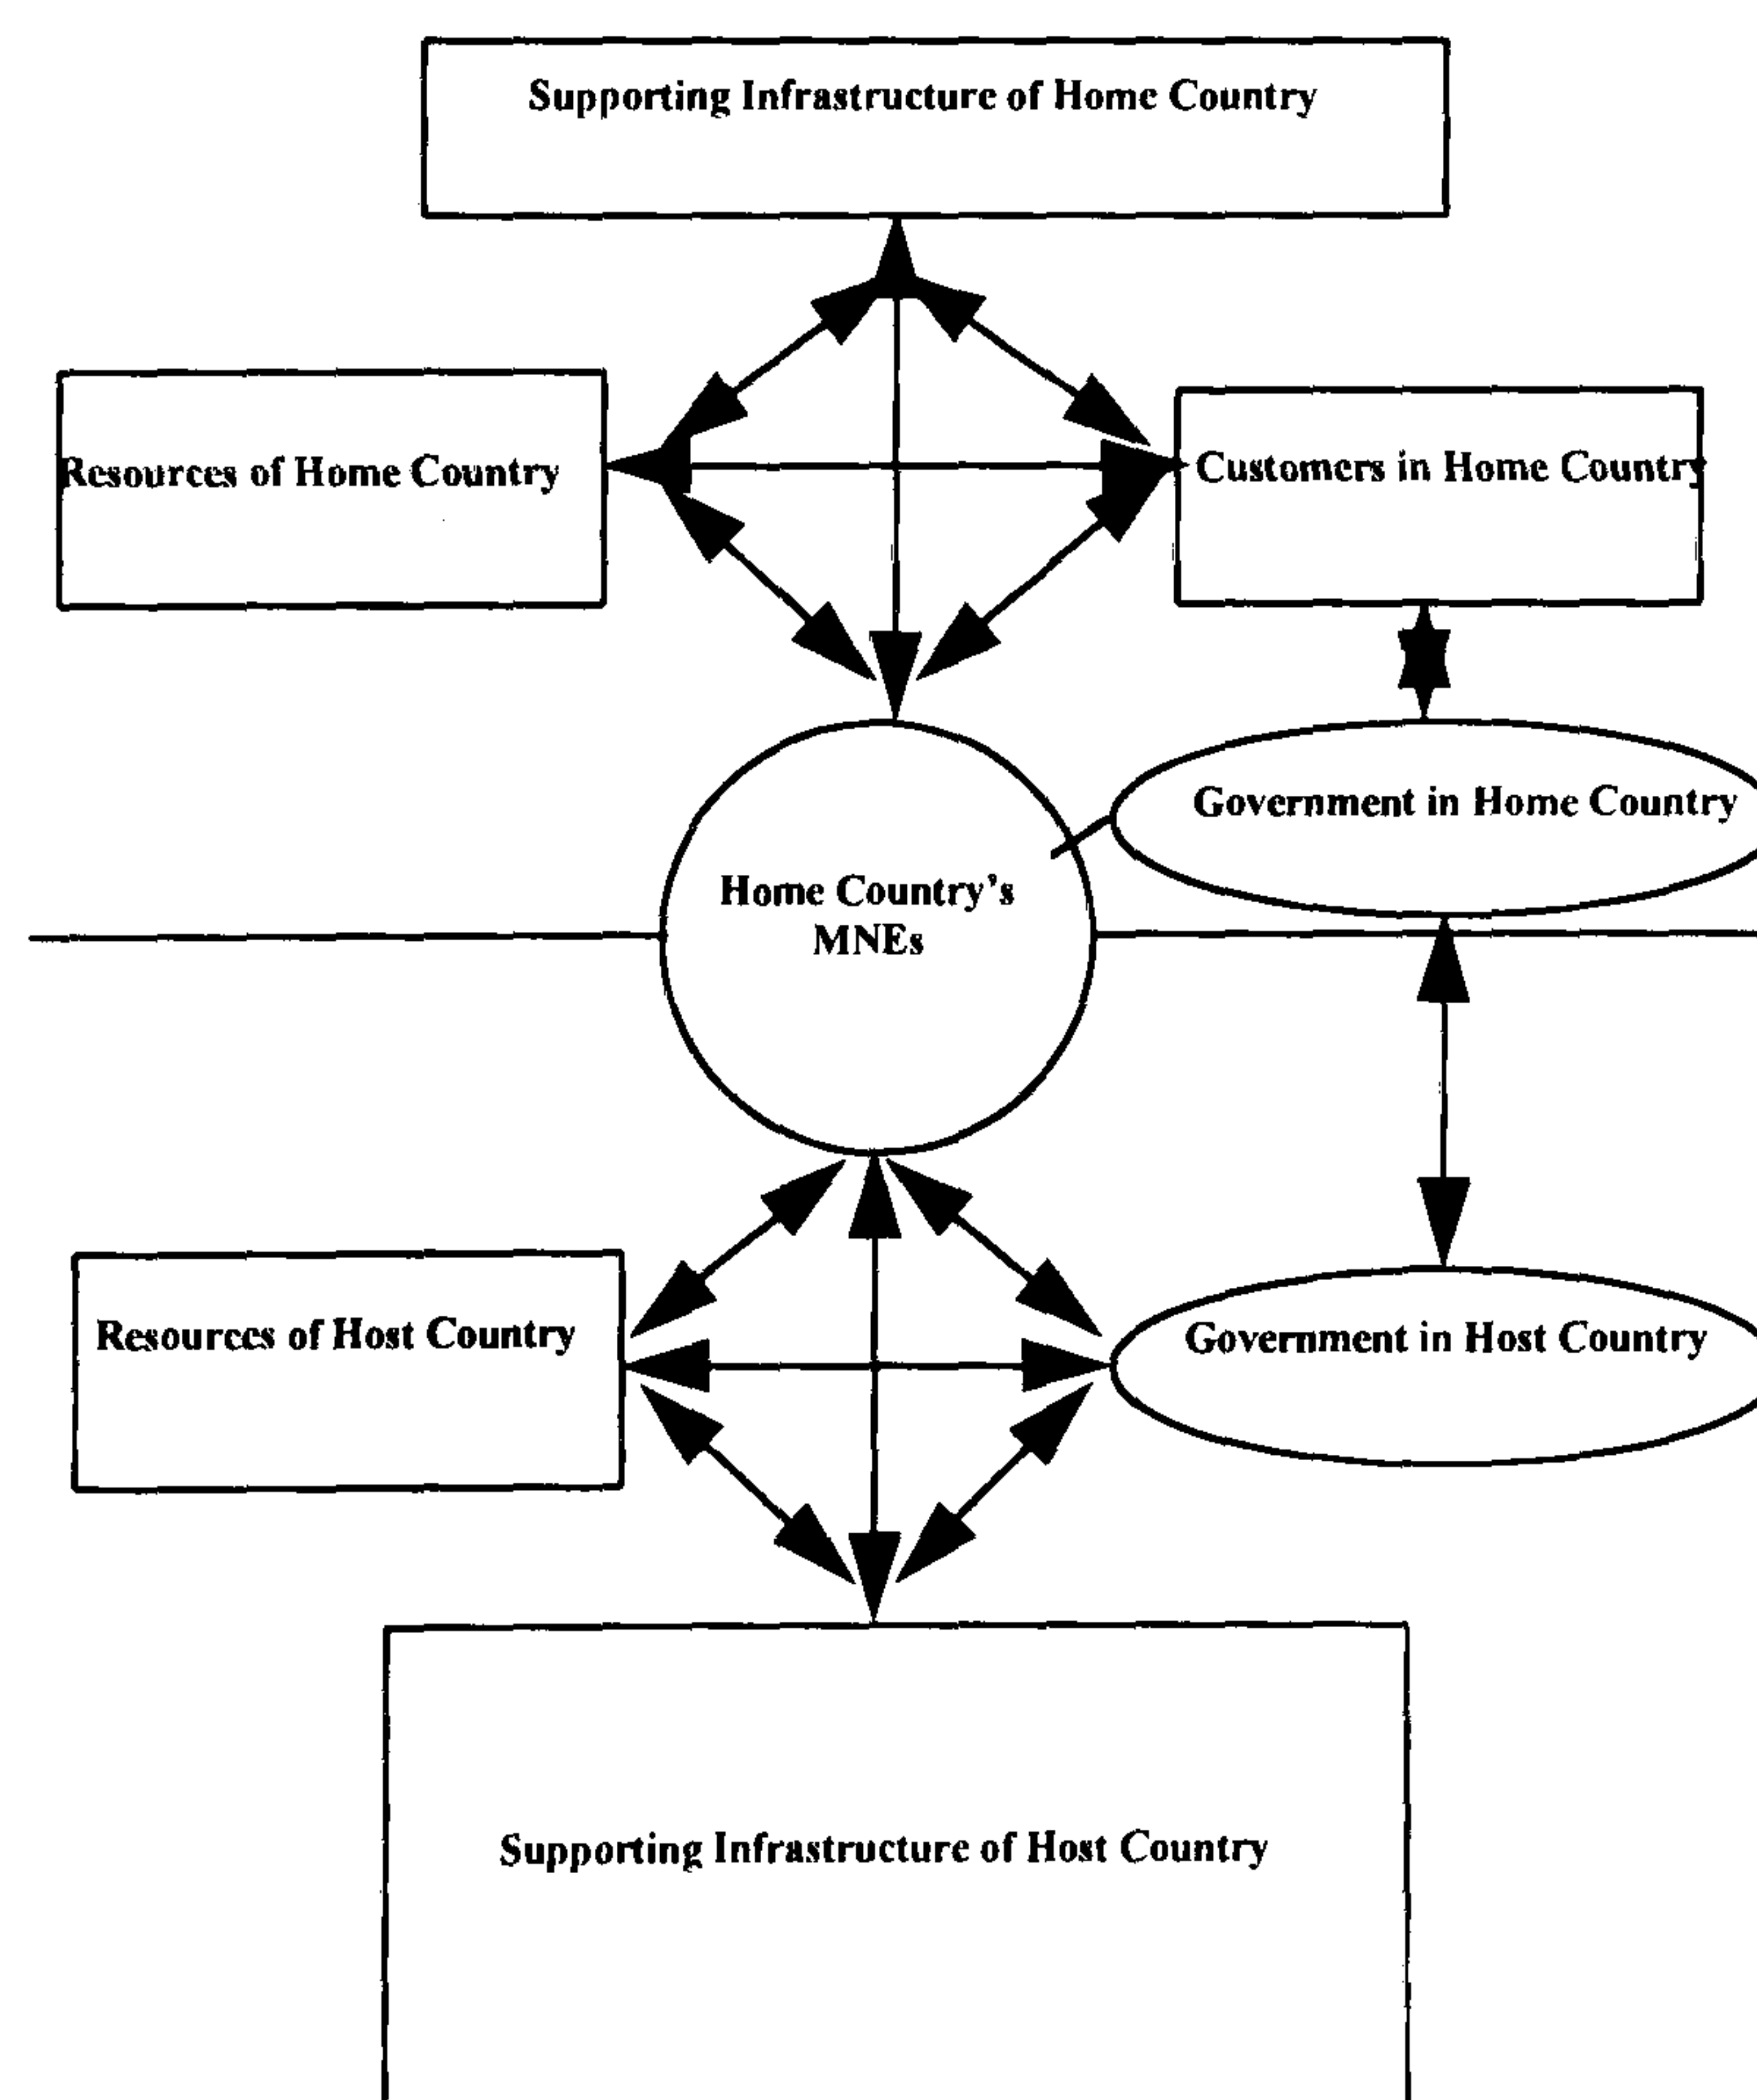 Supporting Infrastructure of Home Country
Resources of Home Country
Customers in Home Country
Government in Home Country
Home Country's
MNEs
Resources of Host Country
Government in Host Country
Supporting Infrastructure of Host Country